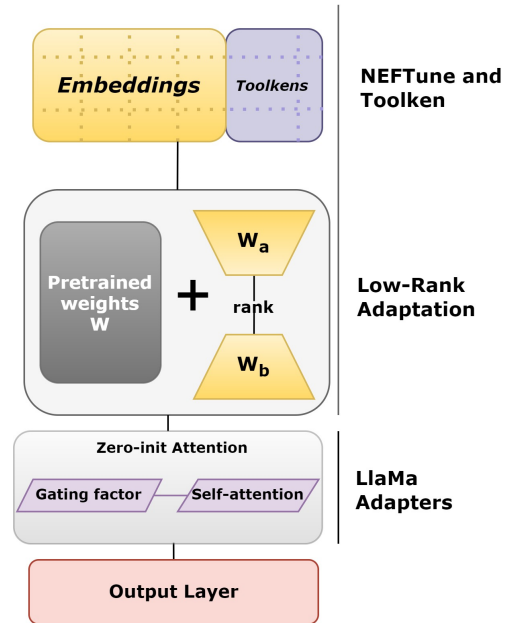 Embeddings
Toolkens
NEFTune and
Toolken
Pretrained
weights
W
+
Wa
rank
Wb
Low-Rank
Adaptation
Zero-init Attention
Gating factor
Self-attention
LlaMa
Adapters
Output Layer